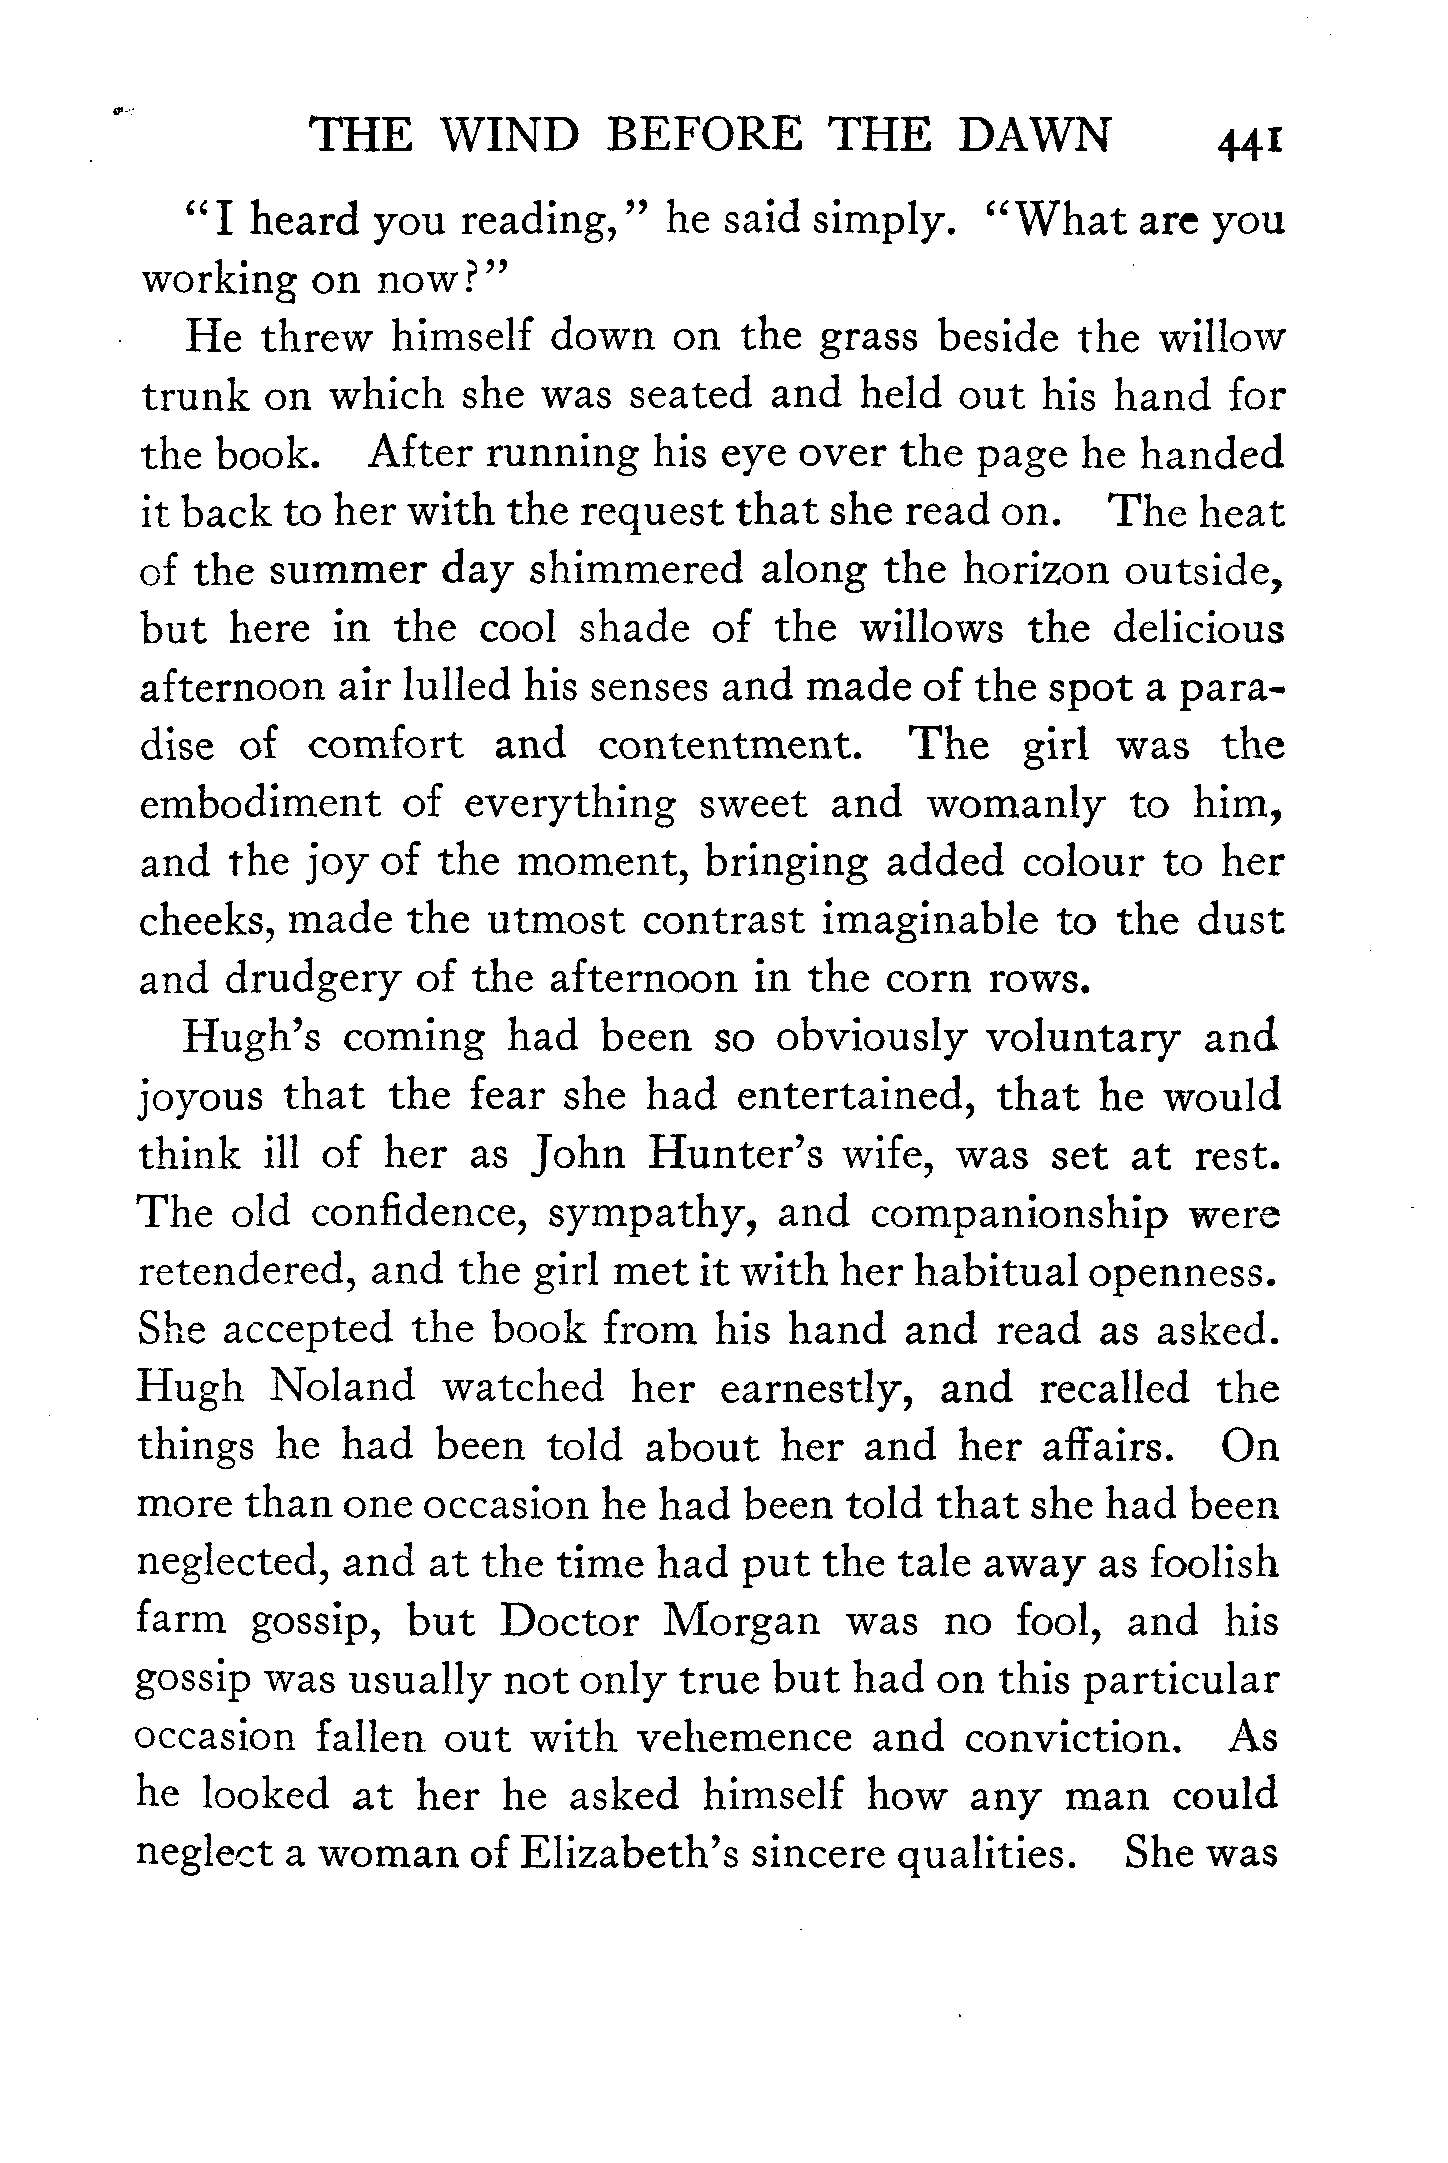 THE WIND BEFORE THE DAWN 441
"I heard you reading," he said simply. "What are you
working on now?"
He threw himself down on the grass beside the willow
trunk on which she was seated and held out his hand for
the book. After running his eye over the page he handed
it back to her with the request that she read on. The heat
of the summer day shimmered along the horizon outside,
but here in the cool shade of the willows the delicious
afternoon air lulled his senses and made of the spot a para-
dise of comfort and contentment. The girl was the
embodiment of everything sweet and womanly to him,
and the joy of the moment, bringing added colour to her
cheeks, made the utmost contrast imaginable to the dust
and drudgery of the afternoon in the corn rows.
Hugh's coming had been so obviously voluntary and
joyous that the fear she had entertained, that he would
think ill of her as John Hunter's wife, was set at rest.
The old confidence, sympathy, and companionship were
retendered, and the girl met it with her habitual openness.
She accepted the book from his hand and read as asked.
Hugh Noland watched her earnestly, and recalled the
things he had been told about her and her affairs. On
more than one occasion he had been told that she had been
neglected, and at the time had put the tale away as foolish
farm gossip, but Doctor Morgan was no fool, and his
gossip was usually not only true but had on this particular
occasion fallen out with vehemence and conviction. As
he looked at her he asked himself how any man could
neglect a woman of Elizabeth's sincere qualities. She was